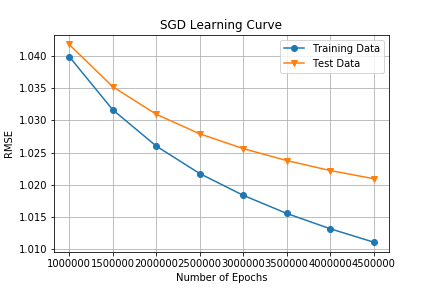 SGD Learning Curve
Training Data
Test Data
1.040
1.035
1.030
1.025
1.020
1.015
1.010
RMSE
1000000 1500000 2000000 2500000 3000000 3500000 4000000 4500000
Number of Epochs